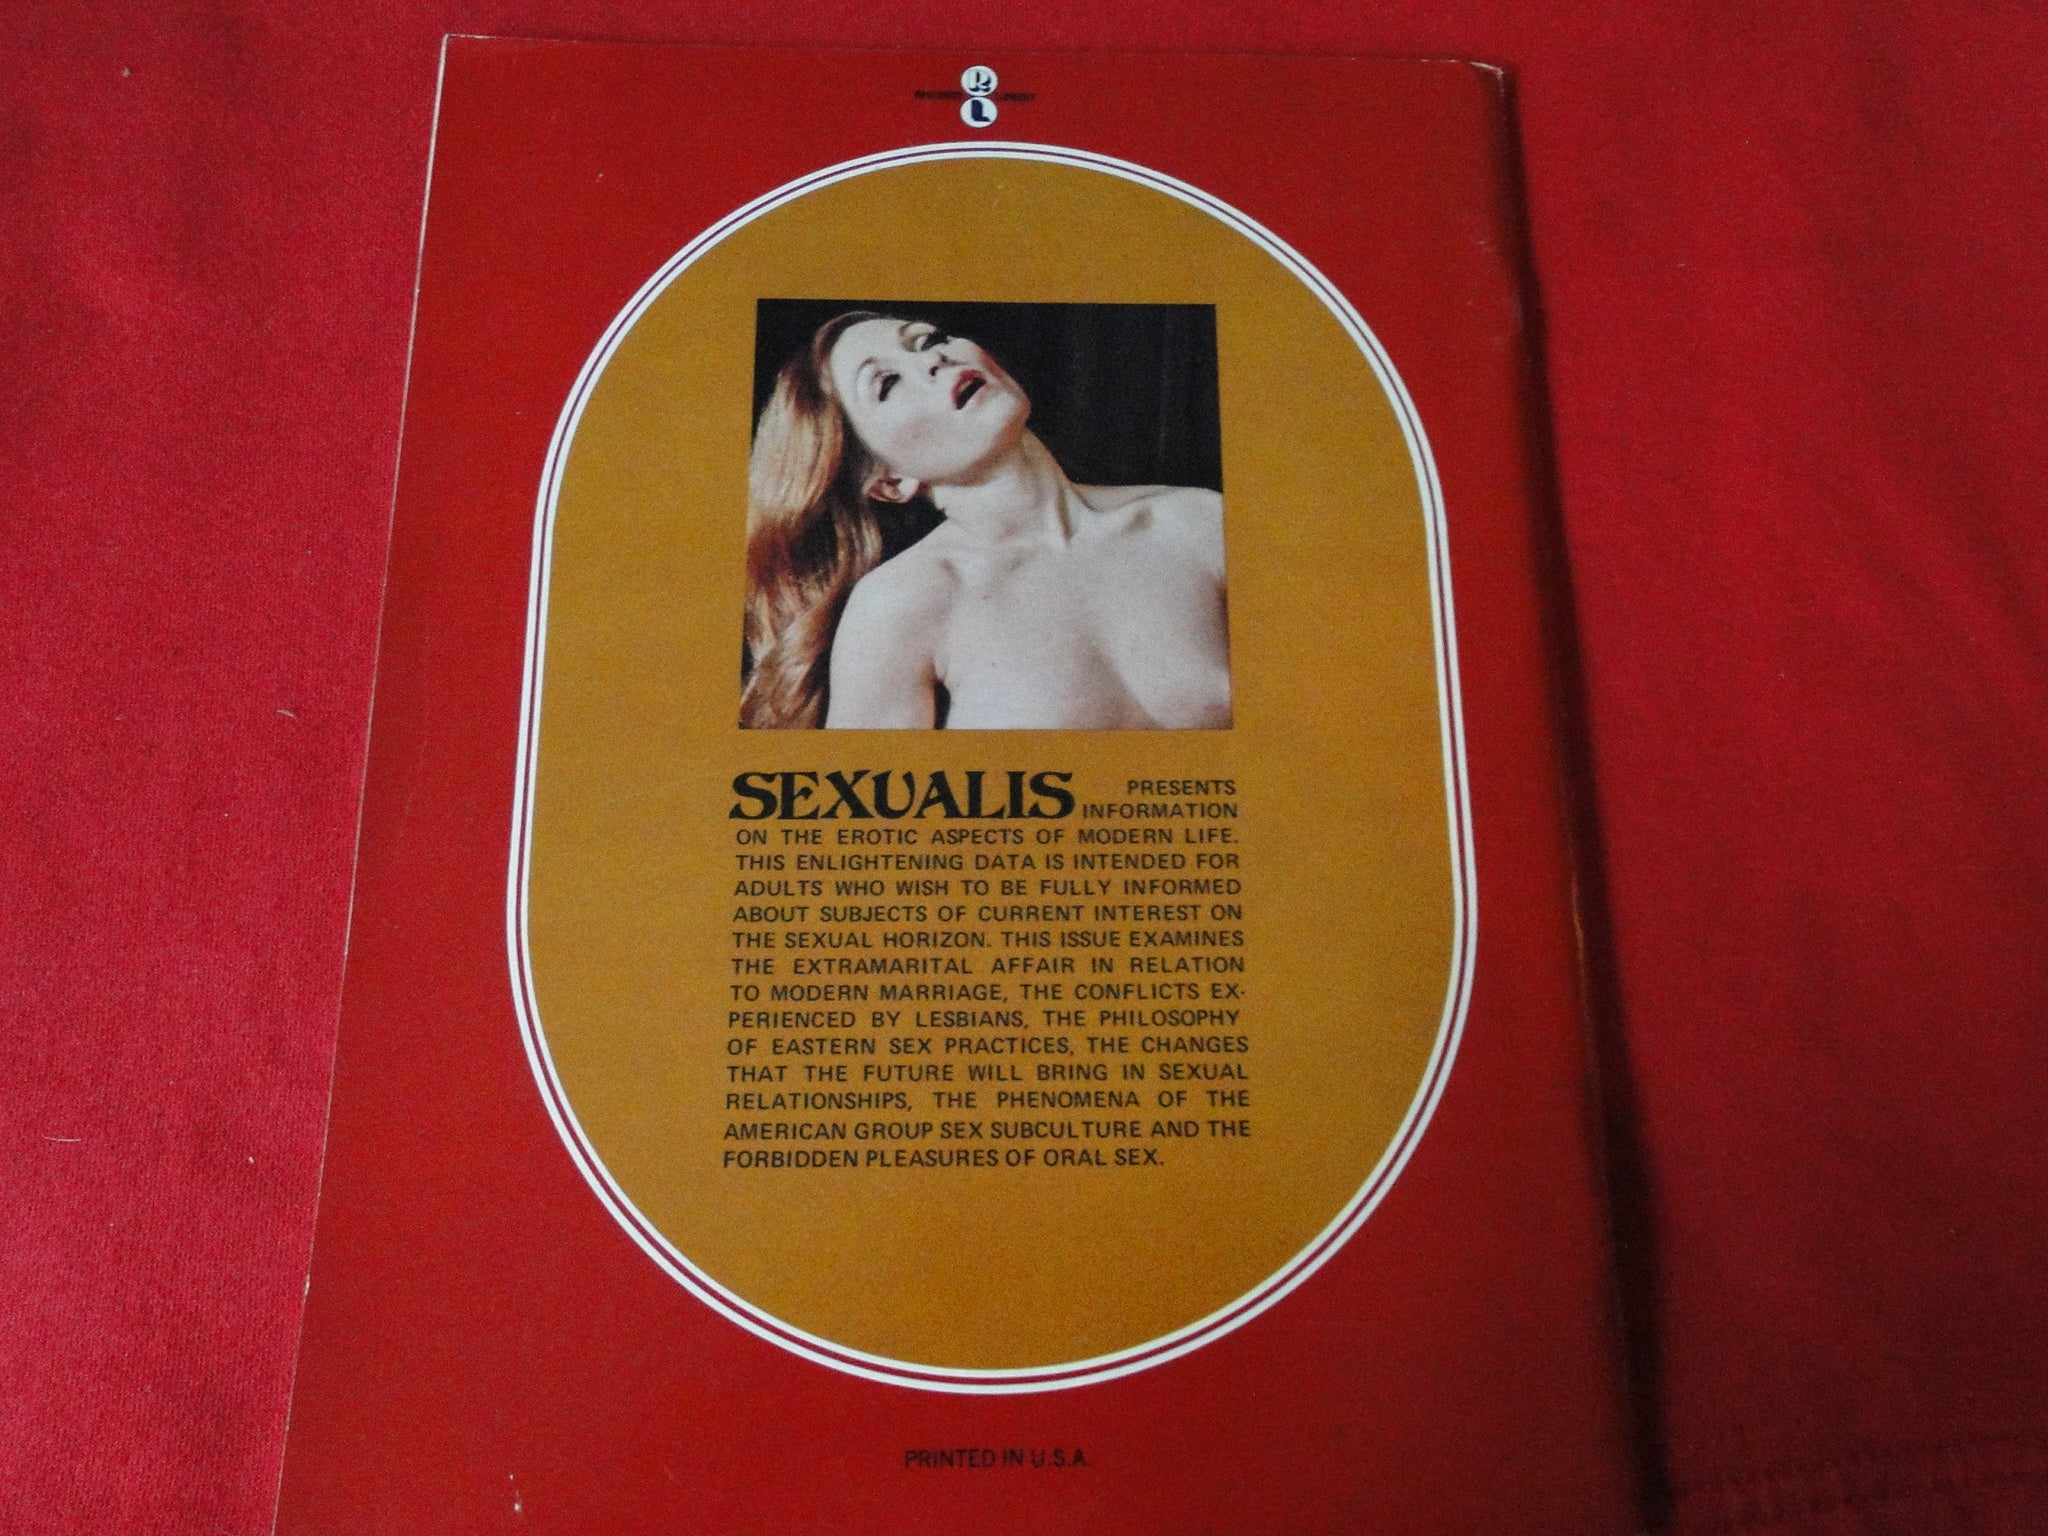 R
L
SEXUALIS PRESENTS
INFORMATION
ON THE EROTIC ASPECTS OF MODERN LIFE.
THIS ENLIGHTENING DATA IS INTENDED FOR
ADULTS WHO WISH TO BE FULLY INFORMED
ABOUT SUBJECTS OF CURRENT INTEREST ON
THE SEXUAL HORIZON. THIS ISSUE EXAMINES
THE EXTRAMARITAL AFFAIR IN RELATION
TO MODERN MARRIAGE, THE CONFLICTS EX-
PERIENCED BY LESBIANS, THE PHILOSOPHY
OF EASTERN SEX PRACTICES, THE CHANGES
THAT THE FUTURE WILL BRING IN SEXUAL
RELATIONSHIPS, THE PHENOMENA OF THE
AMERICAN GROUP SEX SUBCULTURE AND THE
FORBIDDEN PLEASURES OF ORAL SEX.
PRINTED IN U.S.A.